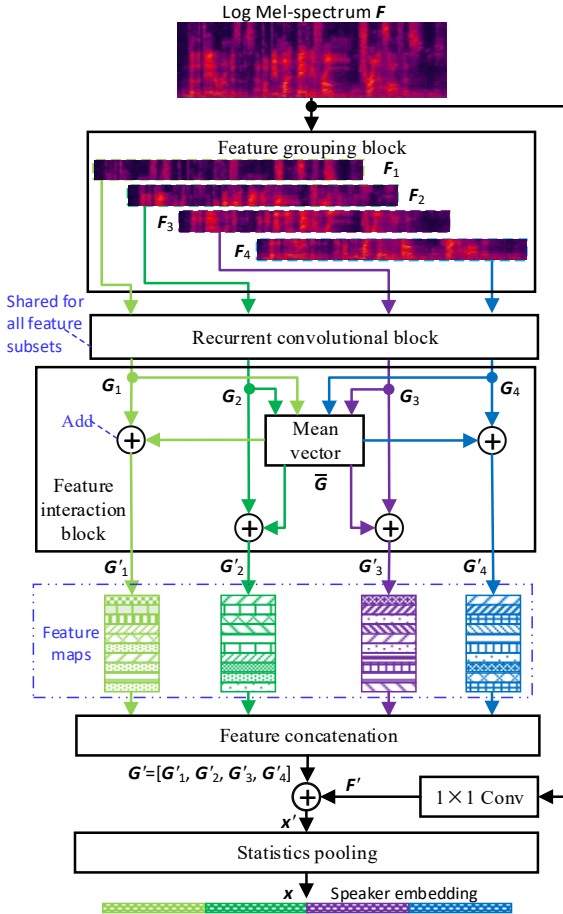 Log Mel-spectrum F
Feature grouping block
F1
F2
F3
F4
Shared for
all feature
subsets
Recurrent convolutional block
G1
G2
G3
G4
Add
Mean
vector
G̅
Feature
interaction
block
G'1
G'2
G'3
G'4
Feature
maps
Feature concatenation
G'=[G'1, G'2, G'3, G'4]
F'
1×1 Conv
x'
Statistics pooling
x
Speaker embedding